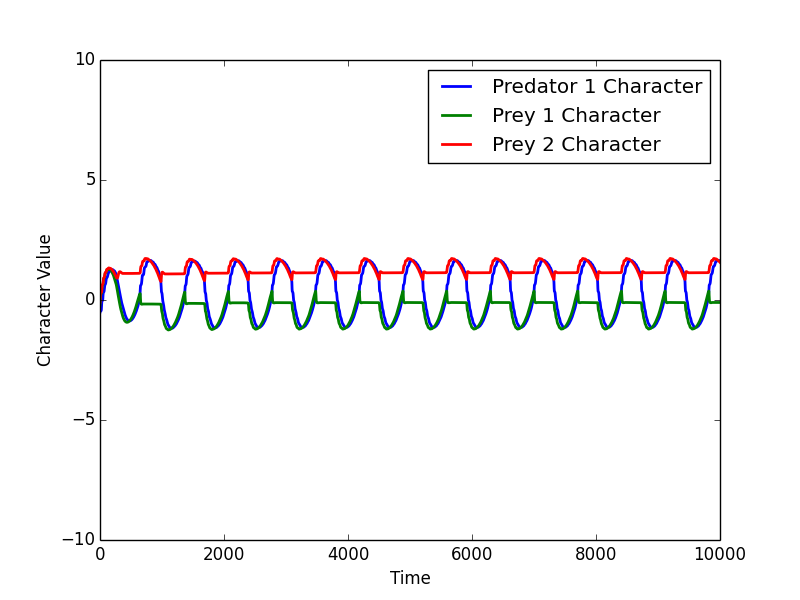 10
5
0
−5
−10
Character Value
0
2000
4000
6000
8000
10000
Time
Predator 1 Character
Prey 1 Character
Prey 2 Character